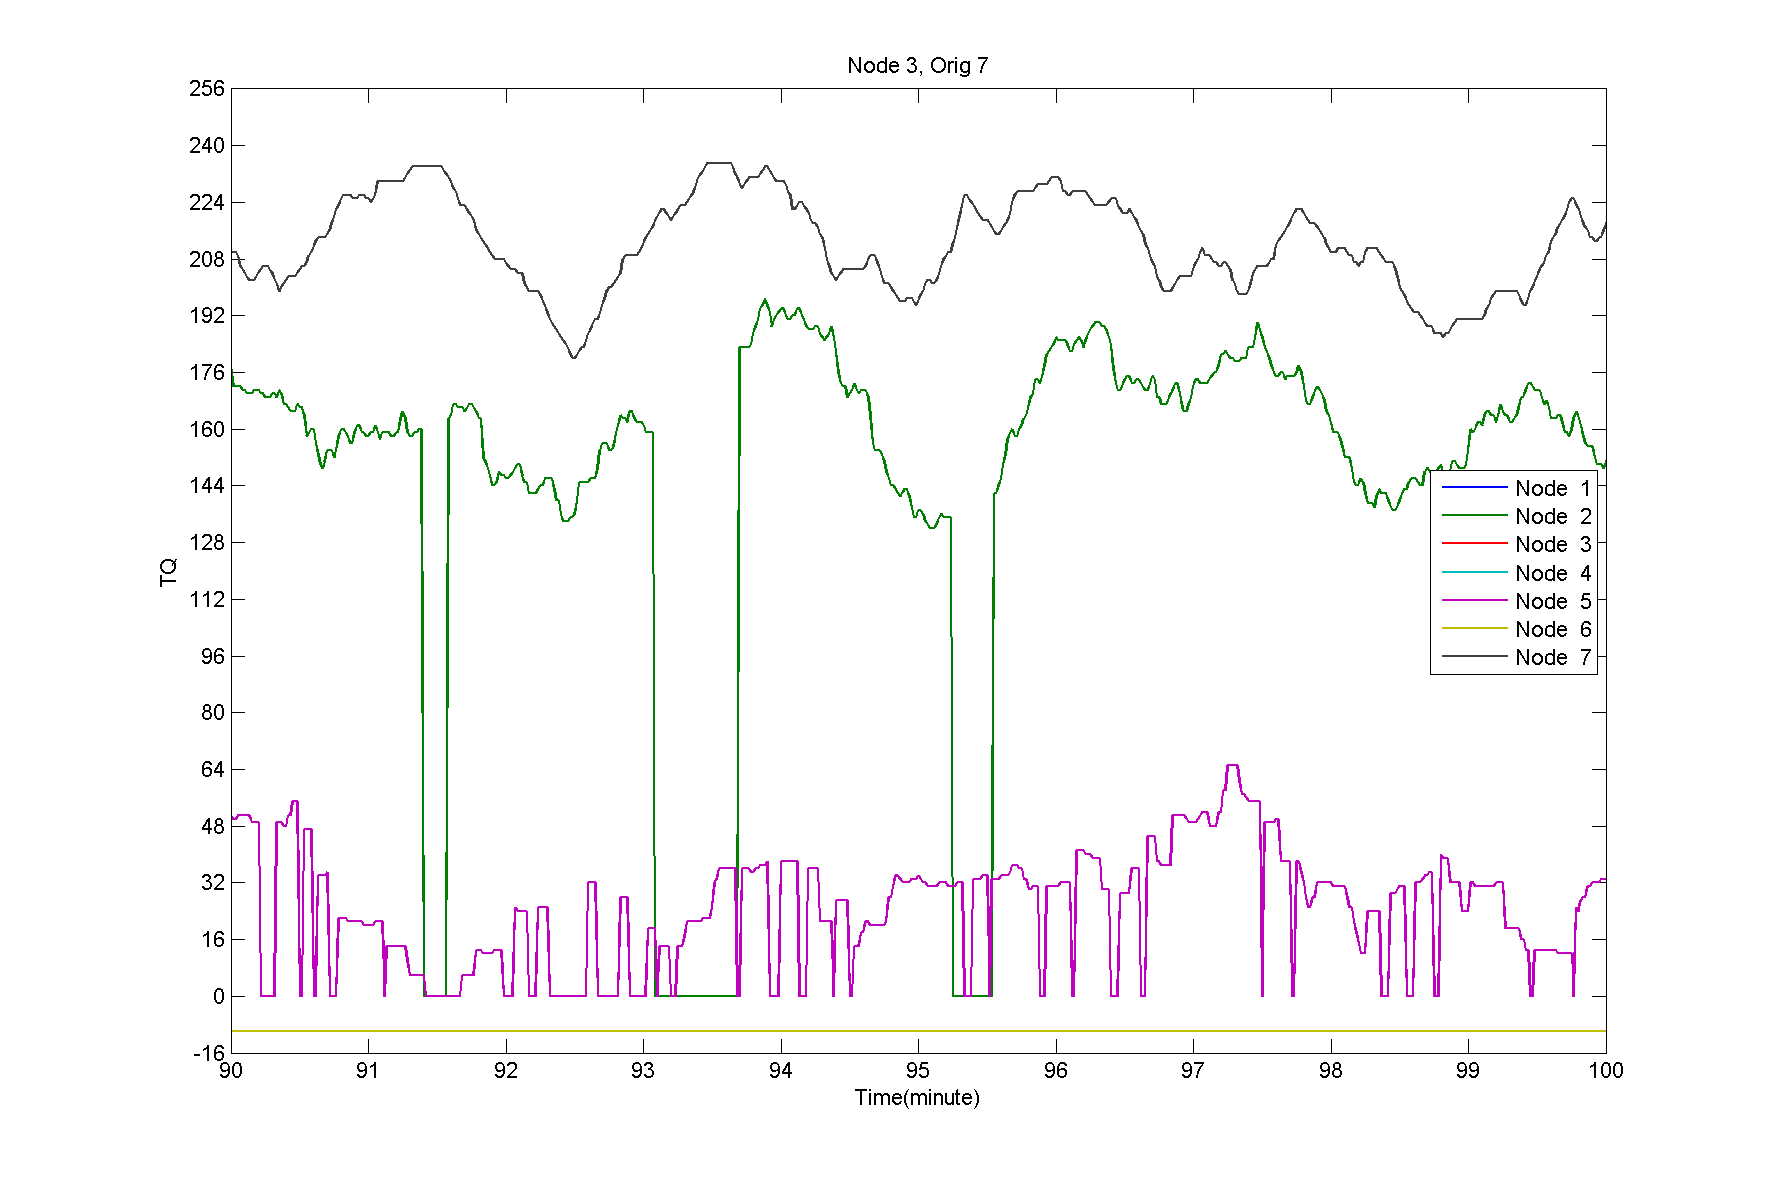 Node 3, Orig 7
256
240
224
208
192
176
160
144
128
112
96
80
64
48
32
16
0
-16
TQ
Node 1
Node 2
Node 3
Node 4
Node 5
Node 6
Node 7
90 91 92 93 94 95 96 97 98 99 100
Time(minute)